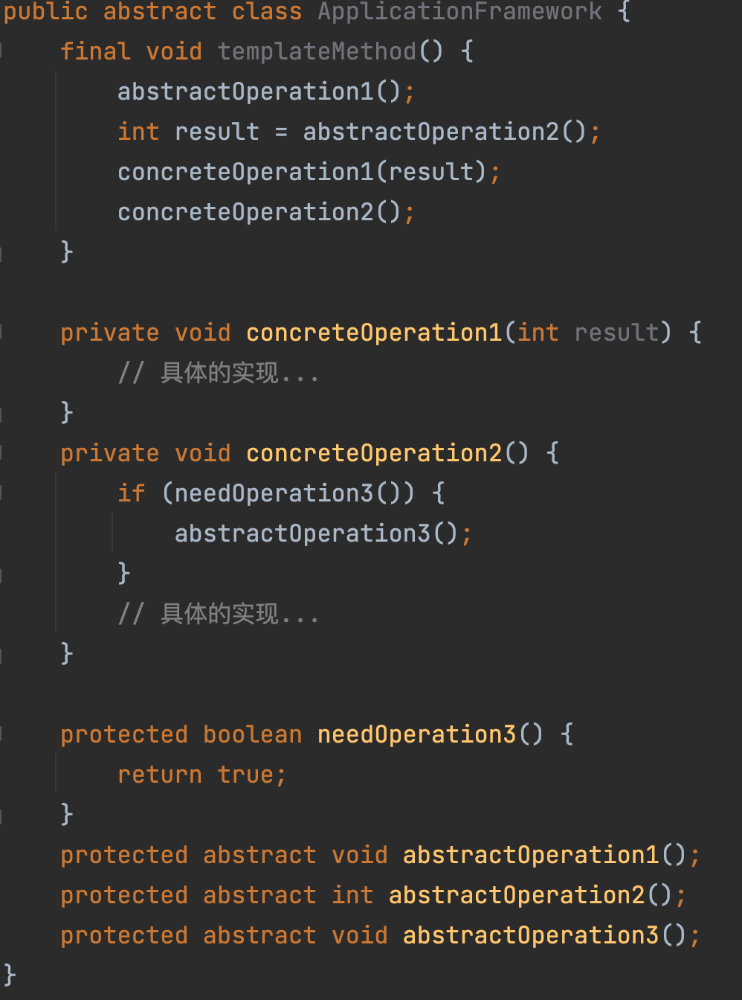 public abstract class ApplicationFramework {
    final void templateMethod() {
        abstractOperation1();
        int result = abstractOperation2();
        concreteOperation1(result);
        concreteOperation2();
    }

    private void concreteOperation1(int result) {
        // 具体的实现...
    }
    private void concreteOperation2() {
        if (needOperation3()) {
            abstractOperation3();
        }
        // 具体的实现...
    }

    protected boolean needOperation3() {
        return true;
    }
    protected abstract void abstractOperation1();
    protected abstract int abstractOperation2();
    protected abstract void abstractOperation3();
}